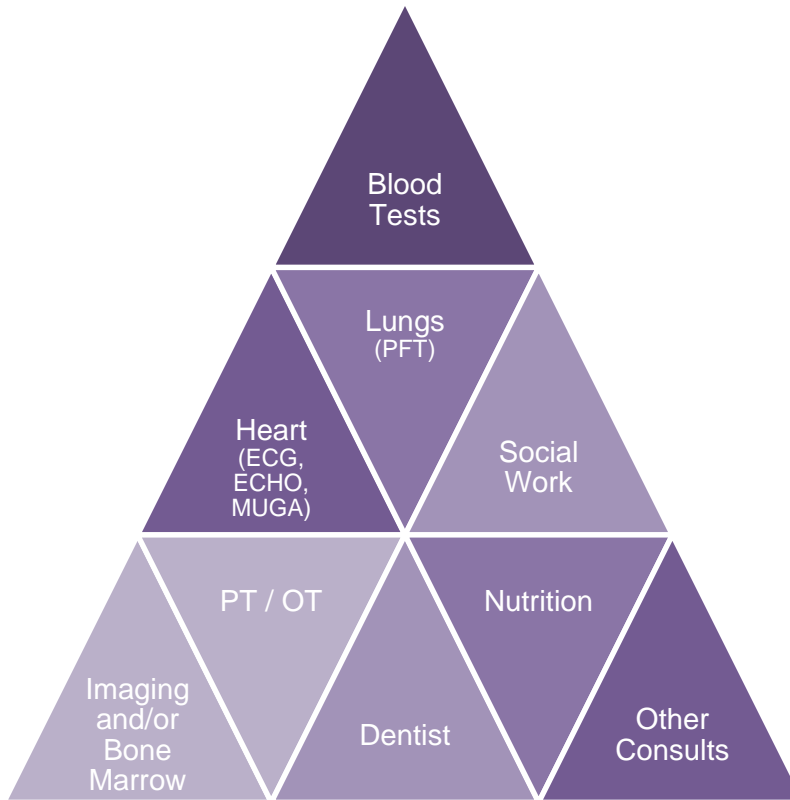 Blood
Tests
Lungs
(PFT)
Heart
(ECG,
ECHO,
MUGA)
Social
Work
PT / OT
Nutrition
Imaging
and/or
Bone
Marrow
Dentist
Other
Consults